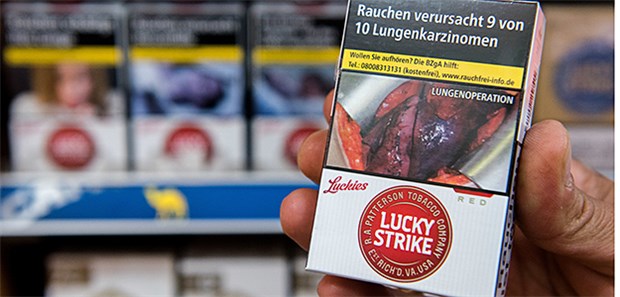 Rauchen verursacht 9 von
10 Lungenkarzinomen
Wollen Sie aufhören? Die BZgA hilft:
Tel.: 08008313131 (kostenfrei), www.rauchfrei-info.de
LUNGENOPERATION
Luckies
RED
R.A. PATTERSON TOBACCO COMPANY
LUCKY
STRIKE
EST. RICH'D. VA. USA